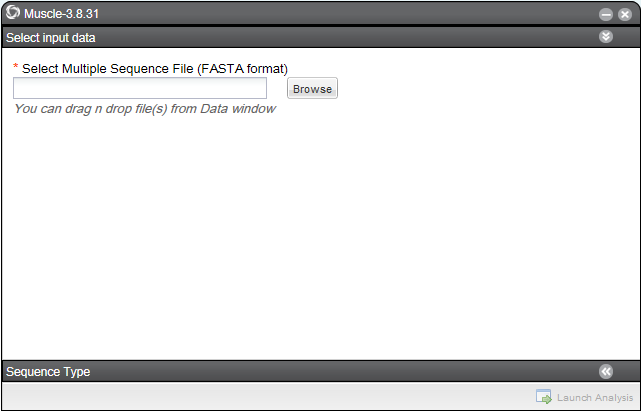 Muscle-3.8.31
Select input data
* Select Multiple Sequence File (FASTA format)
Browse
You can drag n drop file(s) from Data window
Sequence Type
Launch Analysis